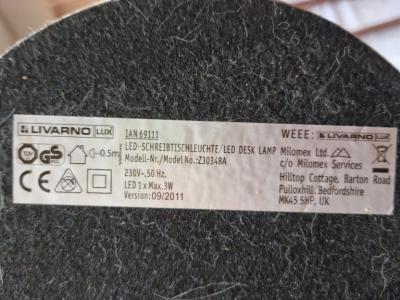 LIVARNO LUX
IAN 69111
LED-SCHREIBTISCHLEUCHTE/LED DESK LAMP
Modell-Nr./Model No.: Z30348A
230V~,50 Hz,
LED 1 x Max.3W
Version: 09/2011
GS
0.5m
CE
WEEE: LIVARNO LUX
Milomex Ltd.
c/o Milomex Services
Hilltop Cottage, Barton Road
Pulloxhill, Bedfordshire
MK45 5HP, UK